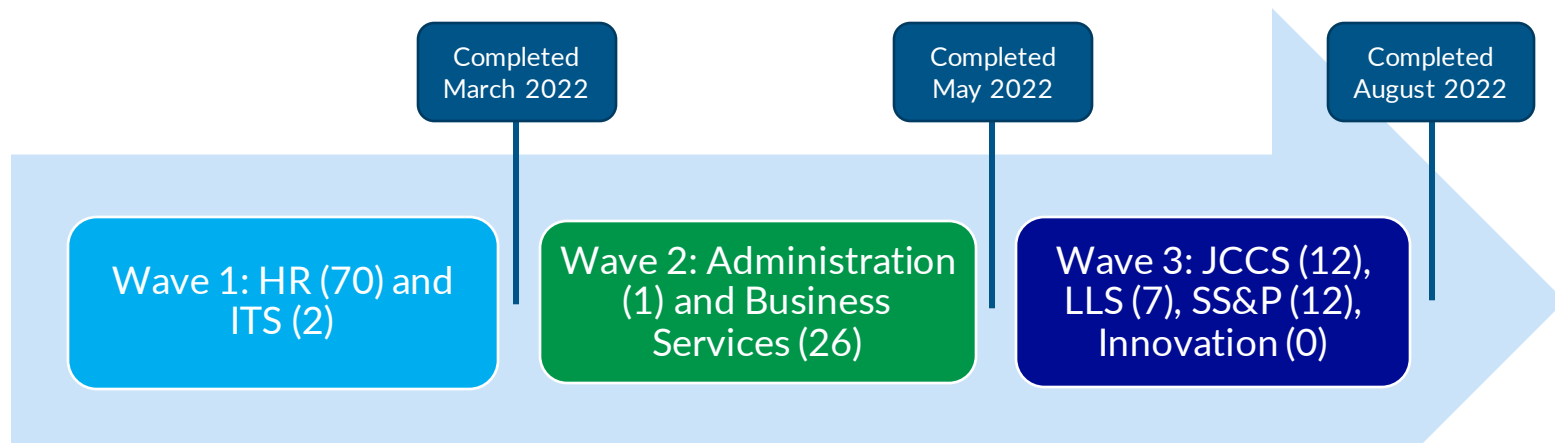 Completed
March 2022
Completed
May 2022
Completed
August 2022
Wave 1: HR (70) and
ITS (2)
Wave 2: Administration
(1) and Business
Services (26)
Wave 3: JCCS (12),
LLS (7), SS&P (12),
Innovation (0)